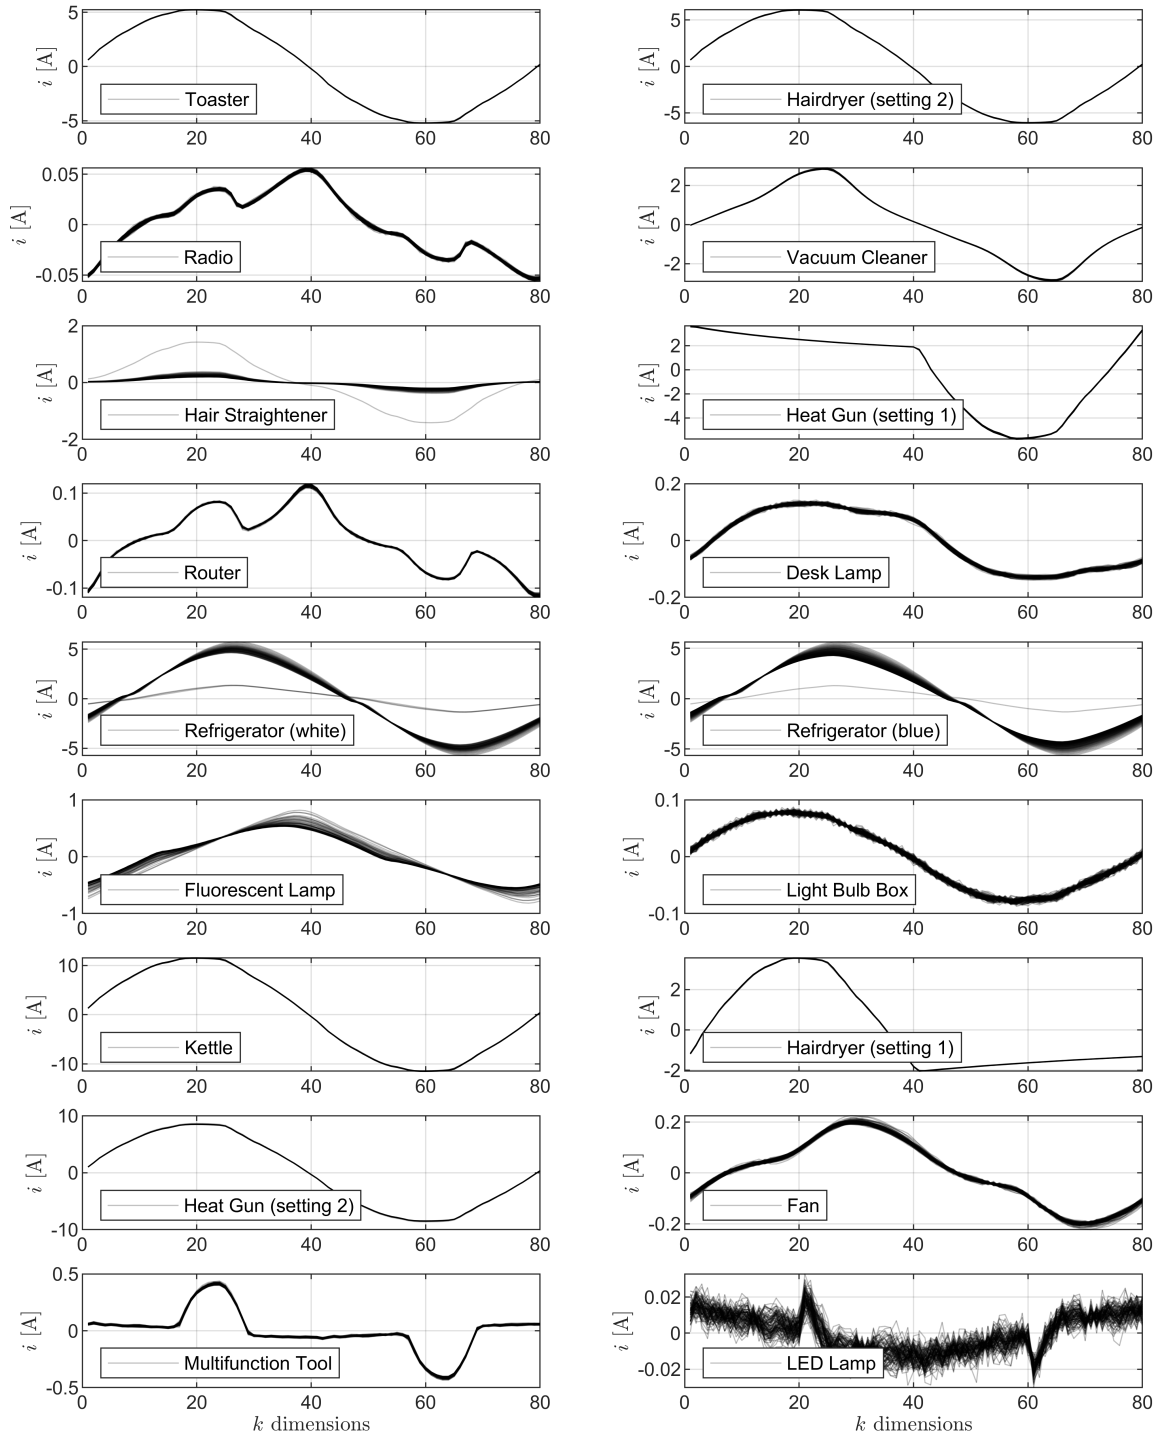 5
0
-5
i [A]
Toaster
0 20 40 60 80
5
0
-5
i [A]
Hairdryer (setting 2)
0 20 40 60 80
0.05
0
-0.05
i [A]
Radio
0 20 40 60 80
2
0
-2
i [A]
Vacuum Cleaner
0 20 40 60 80
2
0
-2
i [A]
Hair Straightener
0 20 40 60 80
2
0
-2
-4
i [A]
Heat Gun (setting 1)
0 20 40 60 80
0.1
0
-0.1
i [A]
Router
0 20 40 60 80
0.2
0
-0.2
i [A]
Desk Lamp
0 20 40 60 80
5
0
-5
i [A]
Refrigerator (white)
0 20 40 60 80
5
0
-5
i [A]
Refrigerator (blue)
0 20 40 60 80
1
0
-1
i [A]
Fluorescent Lamp
0 20 40 60 80
0.1
0
-0.1
i [A]
Light Bulb Box
0 20 40 60 80
10
0
-10
i [A]
Kettle
0 20 40 60 80
2
0
-2
i [A]
Hairdryer (setting 1)
0 20 40 60 80
10
0
-10
i [A]
Heat Gun (setting 2)
0 20 40 60 80
0.2
0
-0.2
i [A]
Fan
0 20 40 60 80
0.5
0
-0.5
i [A]
Multifunction Tool
0 20 40 60 80
k dimensions
0.02
0
-0.02
i [A]
LED Lamp
0 20 40 60 80
k dimensions